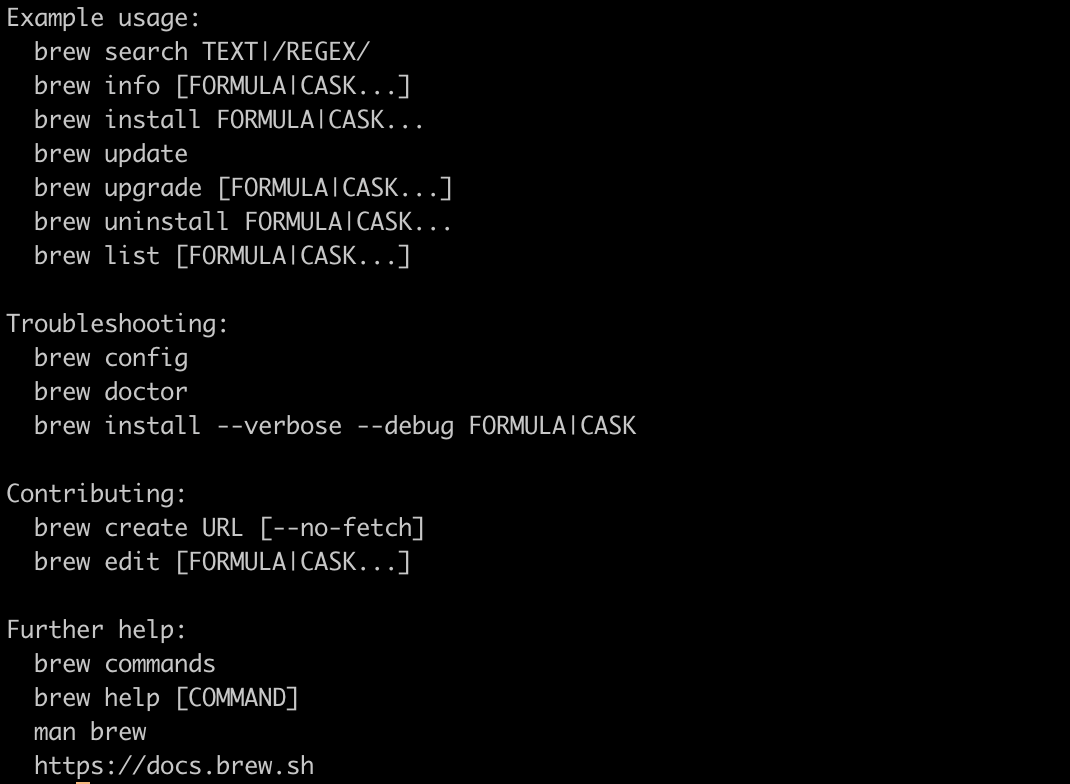 Example usage:
  brew search TEXT|/REGEX/
  brew info [FORMULA|CASK...]
  brew install FORMULA|CASK...
  brew update
  brew upgrade [FORMULA|CASK...]
  brew uninstall FORMULA|CASK...
  brew list [FORMULA|CASK...]

Troubleshooting:
  brew config
  brew doctor
  brew install --verbose --debug FORMULA|CASK

Contributing:
  brew create URL [--no-fetch]
  brew edit [FORMULA|CASK...]

Further help:
  brew commands
  brew help [COMMAND]
  man brew
  https://docs.brew.sh